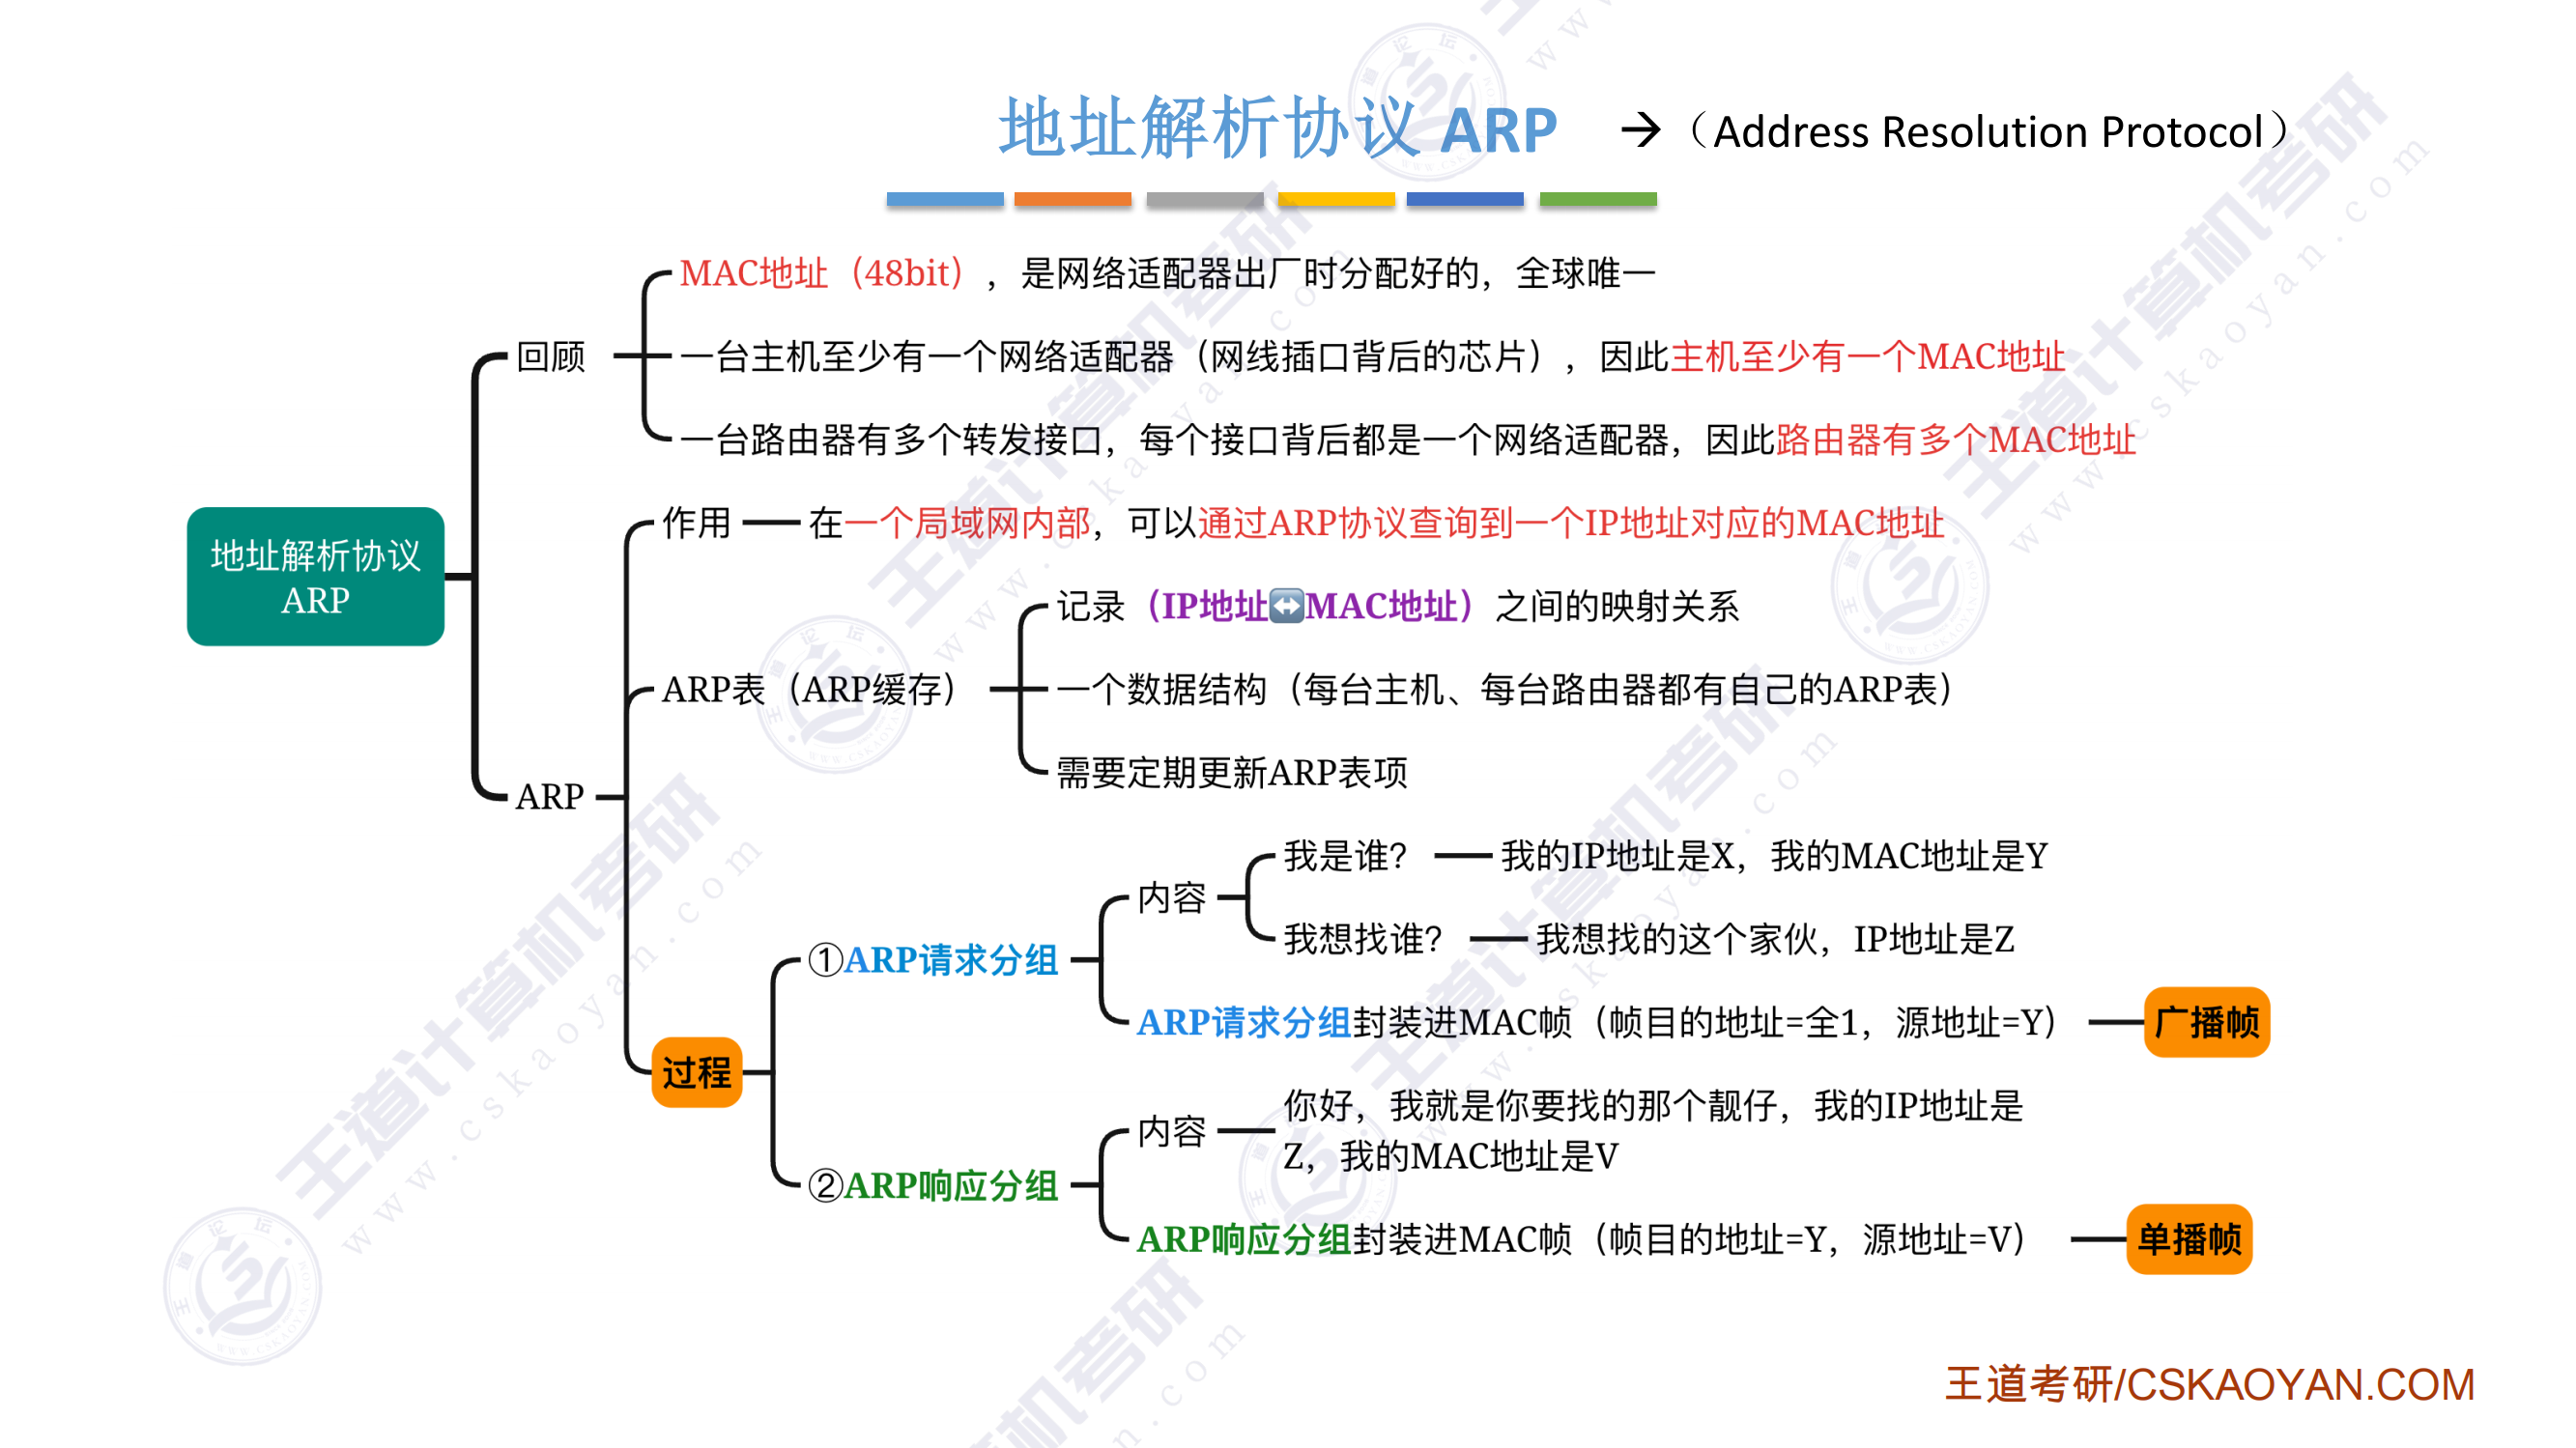 地址解析协议 ARP →（Address Resolution Protocol）
MAC地址（48bit），是网络适配器出厂时分配好的，全球唯一
回顾
一台主机至少有一个网络适配器（网线插口背后的芯片），因此主机至少有一个MAC地址
一台路由器有多个转发接口，每个接口背后都是一个网络适配器，因此路由器有多个MAC地址
地址解析协议
ARP
作用
在一个局域网内部，可以通过ARP协议查询到一个IP地址对应的MAC地址
记录（IP地址↔️MAC地址）之间的映射关系
ARP表（ARP缓存）
一个数据结构（每台主机、每台路由器都有自己的ARP表）
需要定期更新ARP表项
ARP
我是谁？
我的IP地址是X，我的MAC地址是Y
内容
我想找谁？
我想找的这个家伙，IP地址是Z
①ARP请求分组
ARP请求分组封装进MAC帧（帧目的地址=全1，源地址=Y）
广播帧
过程
你好，我就是你要找的那个靓仔，我的IP地址是
Z，我的MAC地址是V
内容
②ARP响应分组
ARP响应分组封装进MAC帧（帧目的地址=Y，源地址=V）
单播帧
王道考研/CSKAOYAN.COM
王道计算机考研
www.cskaoyan.com